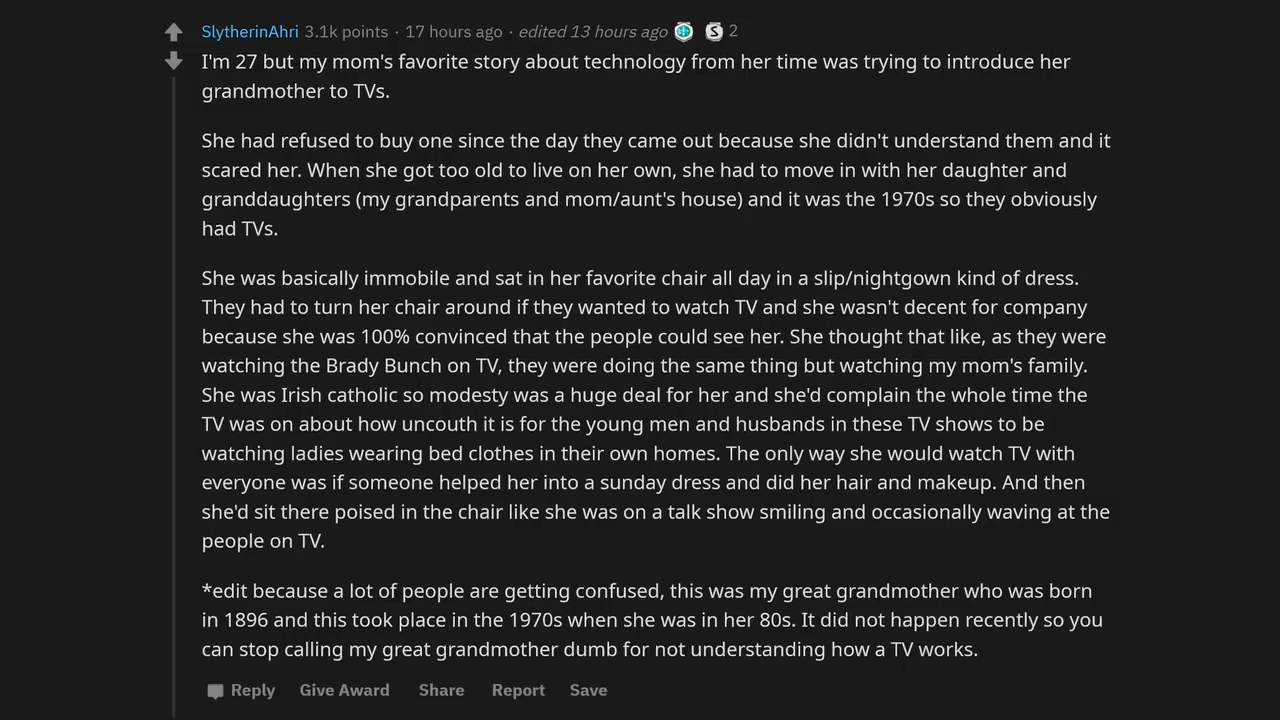 SlytherinAhri 3.1k points · 17 hours ago · edited 13 hours ago S 2
I'm 27 but my mom's favorite story about technology from her time was trying to introduce her
grandmother to TVs.
She had refused to buy one since the day they came out because she didn't understand them and it
scared her. When she got too old to live on her own, she had to move in with her daughter and
granddaughters (my grandparents and mom/aunt's house) and it was the 1970s so they obviously
had TVs.
She was basically immobile and sat in her favorite chair all day in a slip/nightgown kind of dress.
They had to turn her chair around if they wanted to watch TV and she wasn't decent for company
because she was 100% convinced that the people could see her. She thought that like, as they were
watching the Brady Bunch on TV, they were doing the same thing but watching my mom's family.
She was Irish catholic so modesty was a huge deal for her and she'd complain the whole time the
TV was on about how uncouth it is for the young men and husbands in these TV shows to be
watching ladies wearing bed clothes in their own homes. The only way she would watch TV with
everyone was if someone helped her into a sunday dress and did her hair and makeup. And then
she'd sit there poised in the chair like she was on a talk show smiling and occasionally waving at the
people on TV.
*edit because a lot of people are getting confused, this was my great grandmother who was born
in 1896 and this took place in the 1970s when she was in her 80s. It did not happen recently so you
can stop calling my great grandmother dumb for not understanding how a TV works.
Reply Give Award Share Report Save